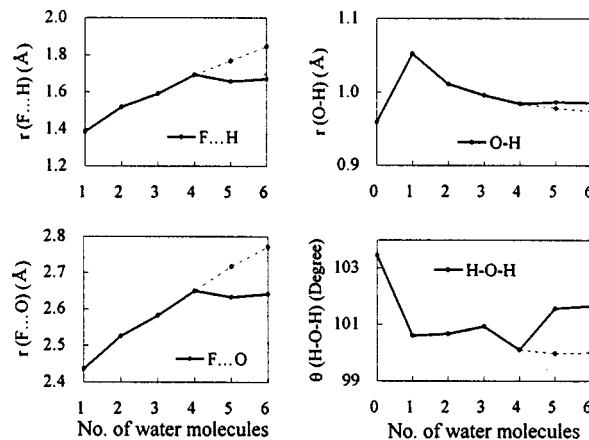 r (F...H) (Å)
2.0
1.8
1.6
1.4
1.2
F...H
1 2 3 4 5 6
r (O-H) (Å)
1.1
1.0
0.9
O-H
0 1 2 3 4 5 6
r (F...O) (Å)
2.8
2.7
2.6
2.5
2.4
F...O
1 2 3 4 5 6
No. of water molecules
θ (H-O-H) (Degree)
103
101
99
H-O-H
0 1 2 3 4 5 6
No. of water molecules